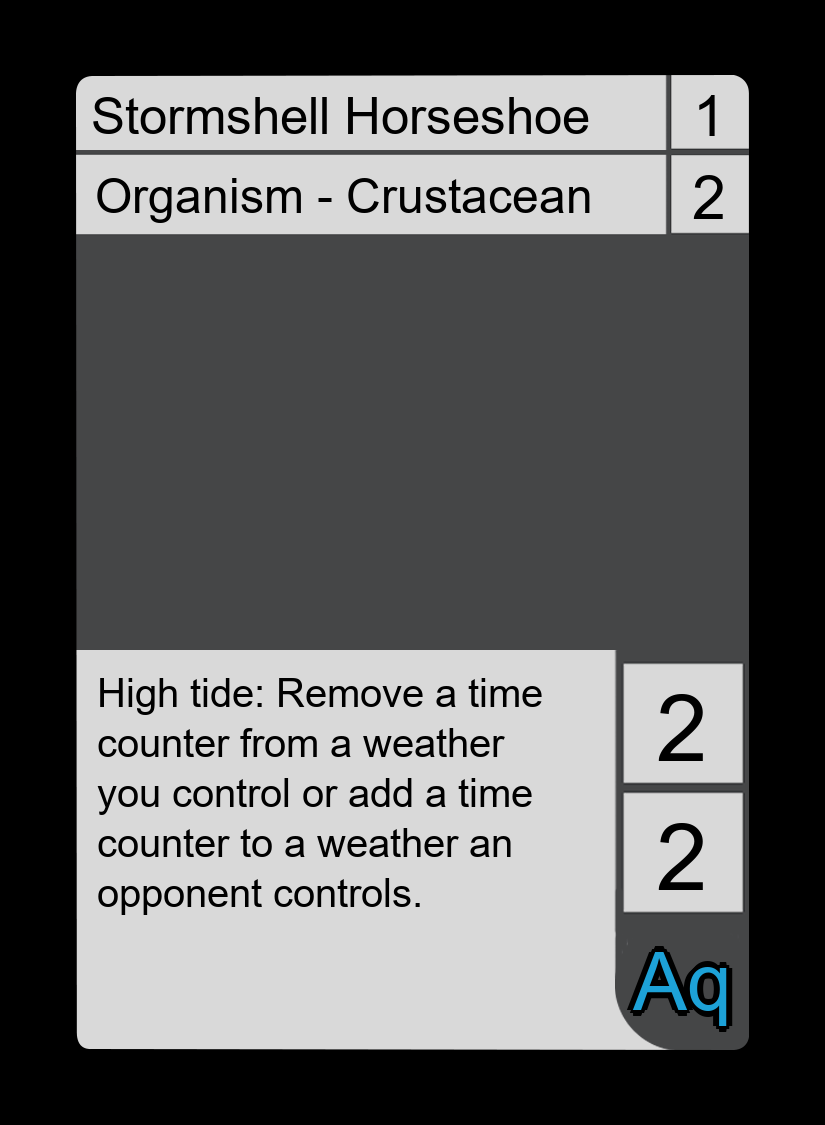 Stormshell Horseshoe 1
Organism - Crustacean 2
High tide: Remove a time
counter from a weather
you control or add a time
counter to a weather an
opponent controls.
2
2
Aq